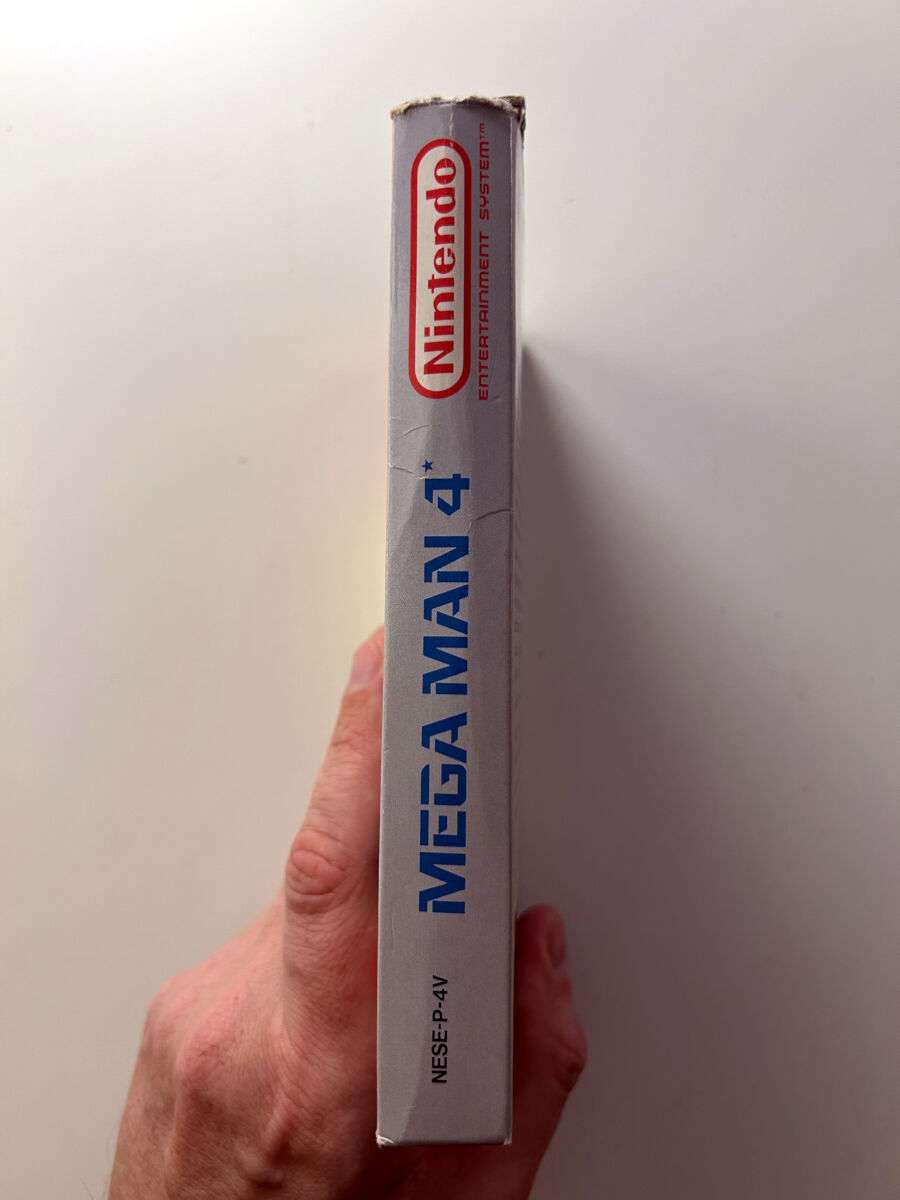 Nintendo
ENTERTAINMENT SYSTEM™
MEGA MAN 4★
NESE-P-4V